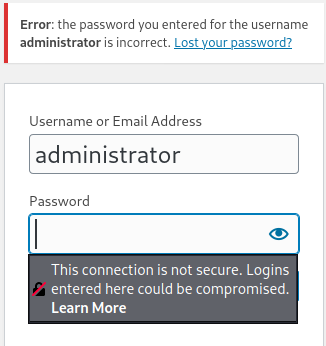 Error: the password you entered for the username
administrator is incorrect. Lost your password?
Username or Email Address
administrator
Password
This connection is not secure. Logins
entered here could be compromised.
Learn More